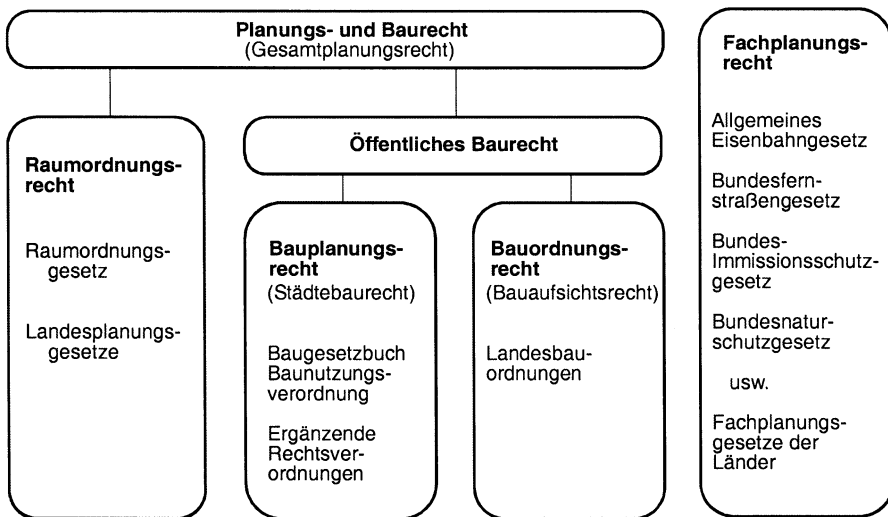 Planungs- und Baurecht
(Gesamtplanungsrecht)
Raumordnungs-
recht
Raumordnungs-
gesetz
Landesplanungs-
gesetze
Öffentliches Baurecht
Bauplanungs-
recht
(Städtebaurecht)
Baugesetzbuch
Baunutzungs-
verordnung
Ergänzende
Rechtsver-
ordnungen
Bauordnungs-
recht
(Bauaufsichtsrecht)
Landesbau-
ordnungen
Fachplanungs-
recht
Allgemeines
Eisenbahngesetz
Bundesfern-
straßengesetz
Bundes-
Immissionsschutz-
gesetz
Bundesnatur-
schutzgesetz
usw.
Fachplanungs-
gesetze der
Länder